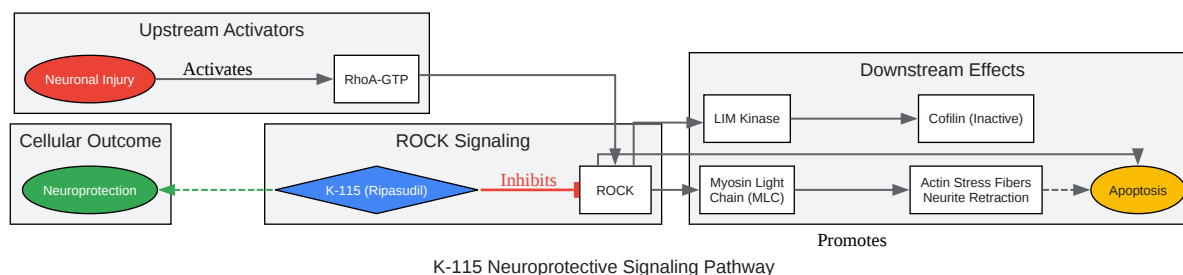 Upstream Activators
Neuronal Injury
Activates
RhoA-GTP
Downstream Effects
LIM Kinase
Cofilin (Inactive)
Cellular Outcome
ROCK Signaling
Neuroprotection
K-115 (Ripasudil)
Inhibits
ROCK
Myosin Light
Chain (MLC)
Actin Stress Fibers
Neurite Retraction
Apoptosis
Promotes
K-115 Neuroprotective Signaling Pathway